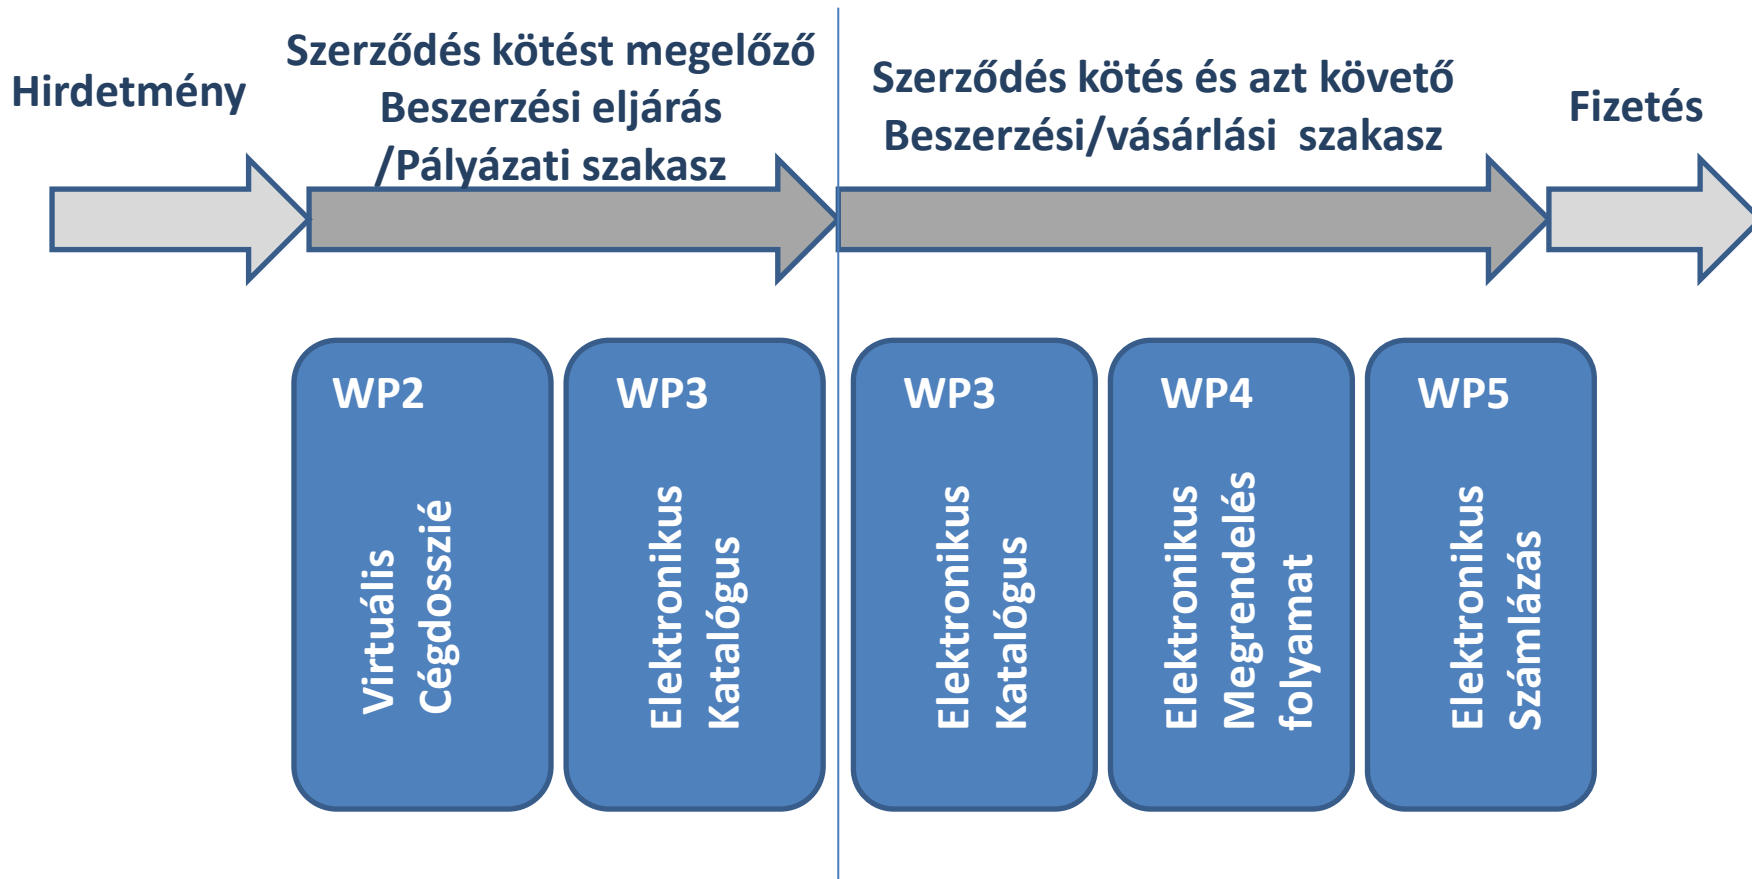 Hirdetmény
Szerződés kötést megelőző
Beszerzési eljárás
/Pályázati szakasz
Szerződés kötés és azt követő
Beszerzési/vásárlási szakasz
Fizetés
WP2
Virtuális
Cégdosszié
WP3
Elektronikus
Katalógus
WP3
Elektronikus
Katalógus
WP4
Elektronikus
Megrendelés
folyamat
WP5
Elektronikus
Számlázás